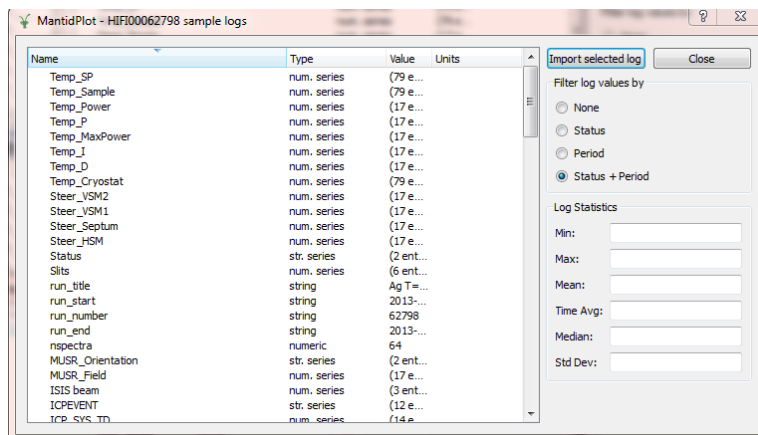 MantidPlot - HIFI00062798 sample logs
Name Type Value Units
Temp_SP num. series (79 e...
Temp_Sample num. series (79 e...
Temp_Power num. series (17 e...
Temp_P num. series (17 e...
Temp_MaxPower num. series (17 e...
Temp_I num. series (17 e...
Temp_D num. series (17 e...
Temp_Cryostat num. series (79 e...
Steer_VSM2 num. series (17 e...
Steer_VSM1 num. series (17 e...
Steer_Septum num. series (17 e...
Steer_HSM num. series (17 e...
Status str. series (2 ent...
Slits num. series (6 ent...
run_title string Ag T=...
run_start string 2013-...
run_number string 62798
run_end string 2013-...
nspectra numeric 64
MUSR_Orientation str. series (2 ent...
MUSR_Field num. series (17 e...
ISIS beam num. series (3 ent...
ICPEVENT str. series (12 e...
ICP_SYS_TD num. series (14 e...
Import selected log Close
Filter log values by
None
Status
Period
Status + Period
Log Statistics
Min:
Max:
Mean:
Time Avg:
Median:
Std Dev: